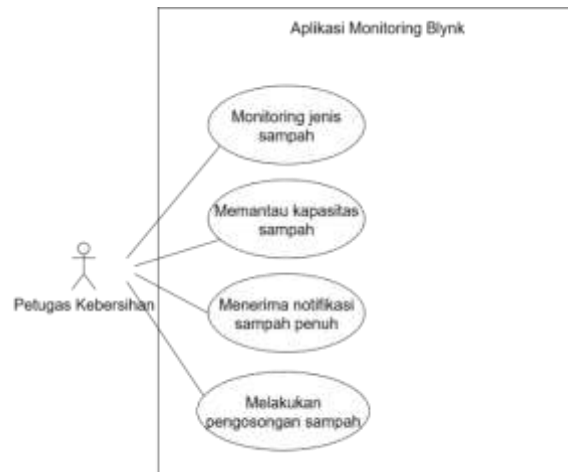 Aplikasi Monitoring Blynk
Monitoring jenis
sampah
Memantau kapasitas
sampah
Petugas Kebersihan
Menerima notifikasi
sampah penuh
Melakukan
pengosongan sampah